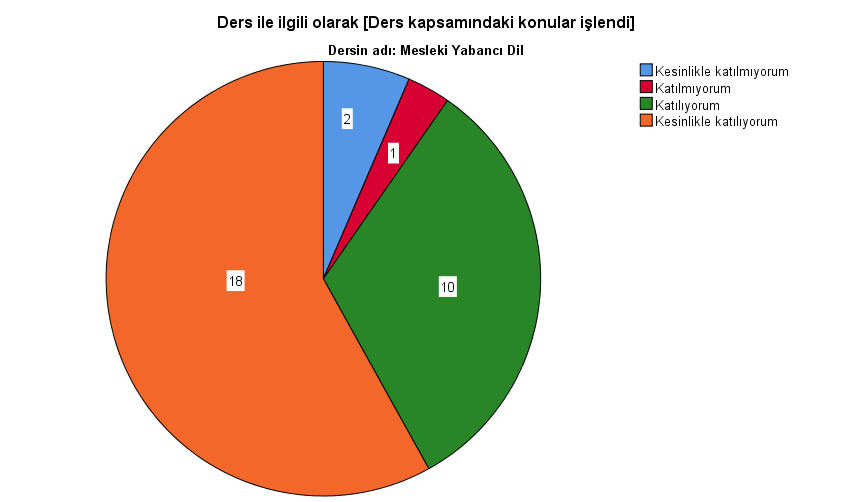 Ders ile ilgili olarak [Ders kapsamındaki konular işlendi]
Dersin adı: Mesleki Yabancı Dil
Kesinlikle katılmıyorum
Katılmıyorum
Katılıyorum
Kesinlikle katılıyorum
2
1
10
18